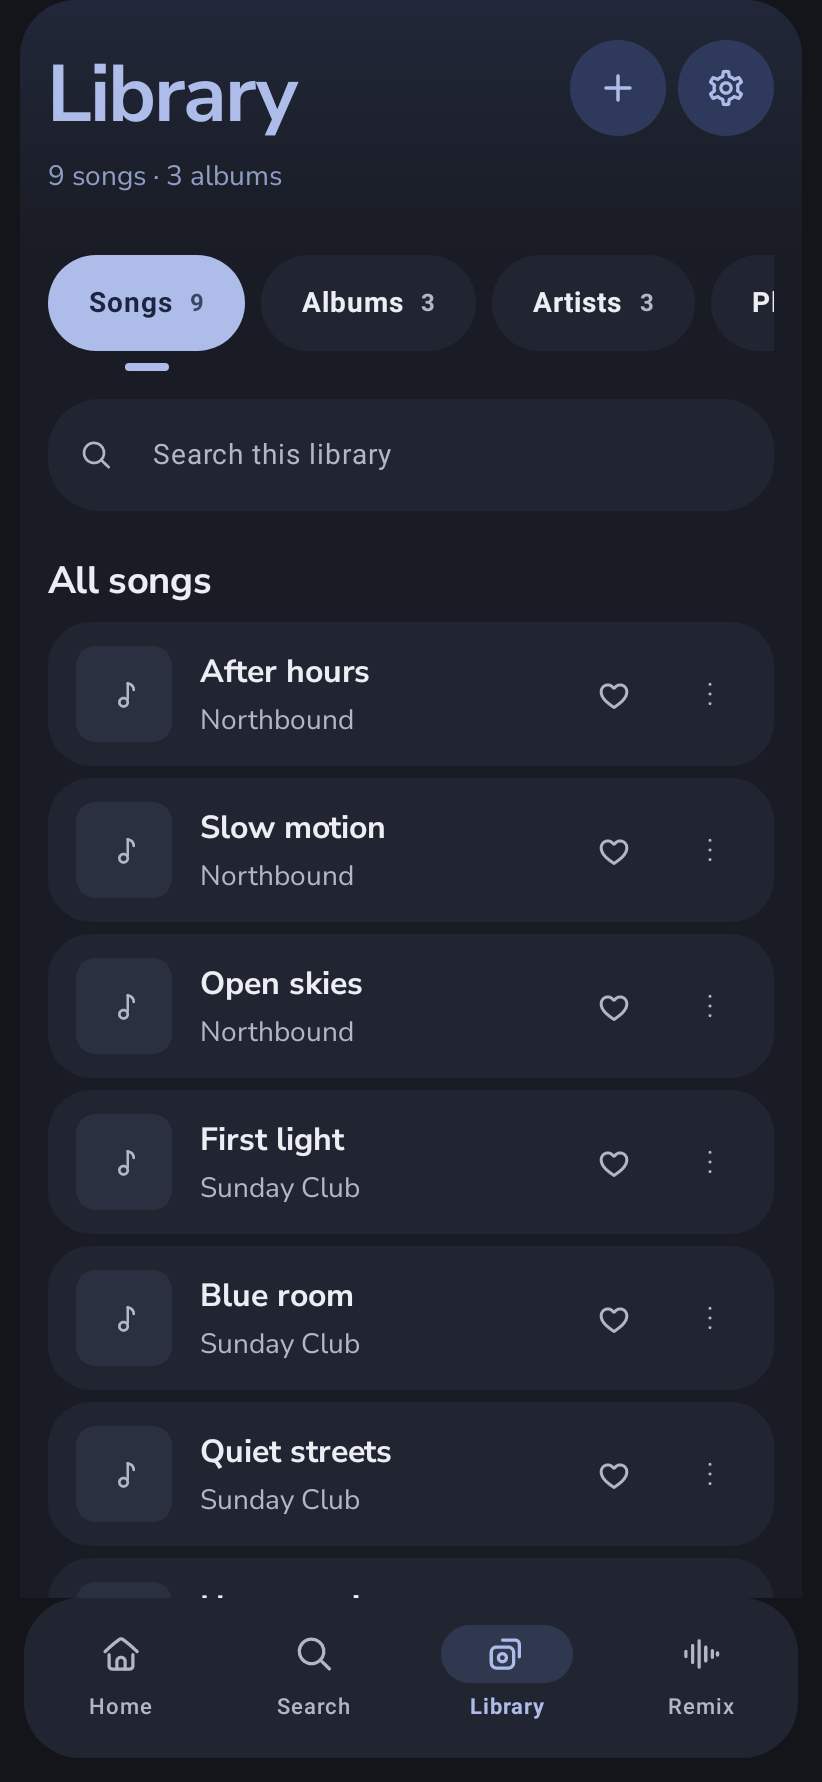 Library
9 songs · 3 albums
Songs 9
Albums 3
Artists 3
Search this library
All songs
After hours
Northbound
Slow motion
Northbound
Open skies
Northbound
First light
Sunday Club
Blue room
Sunday Club
Quiet streets
Sunday Club
Home
Search
Library
Remix